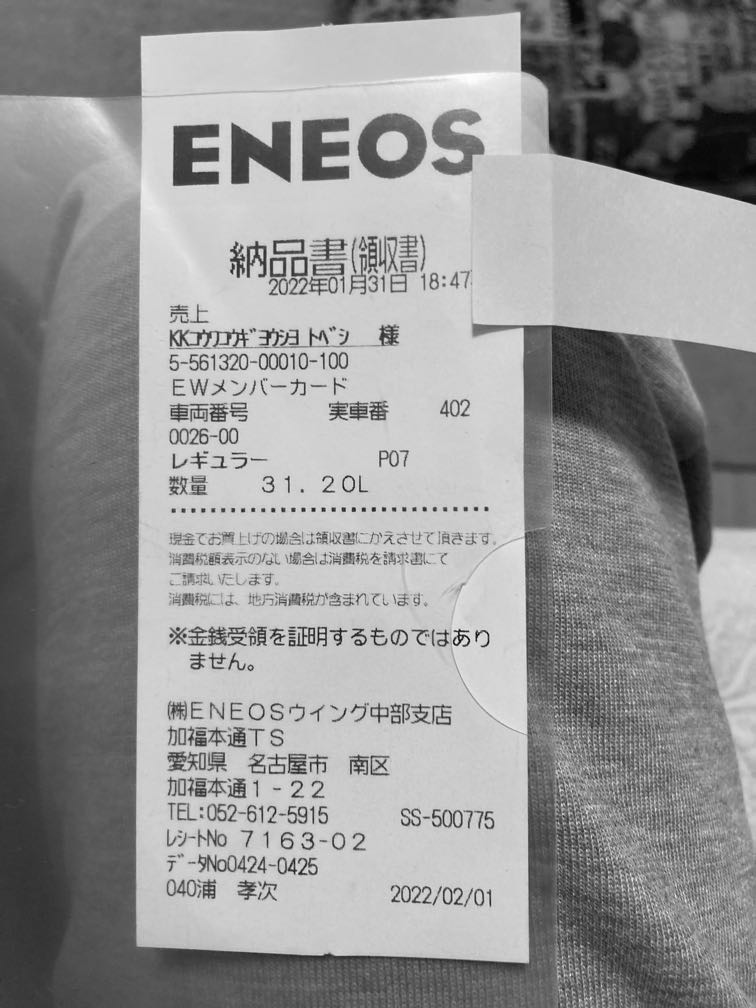 ENEOS
納品書(領収書)
2022年01月31日 18:47
売上
KKコウワコウギヨウシヨ トベシ 様
5-561320-00010-100
EWメンバーカード
車両番号 実車番 402
0026-00
レギュラー P07
数量 31.20L
現金でお買上げの場合は領収書にかえさせて頂きます。
消費税額表示のない場合は消費税を請求書にて
ご請求いたします。
消費税には、地方消費税が含まれています。
※金銭受領を証明するものではあり
ません。
㈱ENEOSウイング中部支店
加福本通TS
愛知県 名古屋市 南区
加福本通1-22
TEL:052-612-5915 SS-500775
レシートNo 7163-02
データNo0424-0425
040浦 孝次 2022/02/01